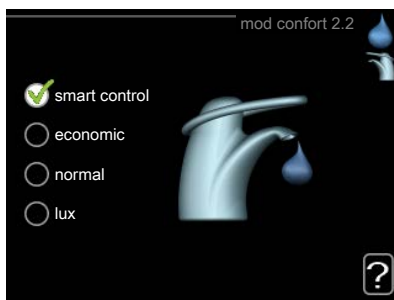 mod confort 2.2
smart control
economic
normal
lux
?